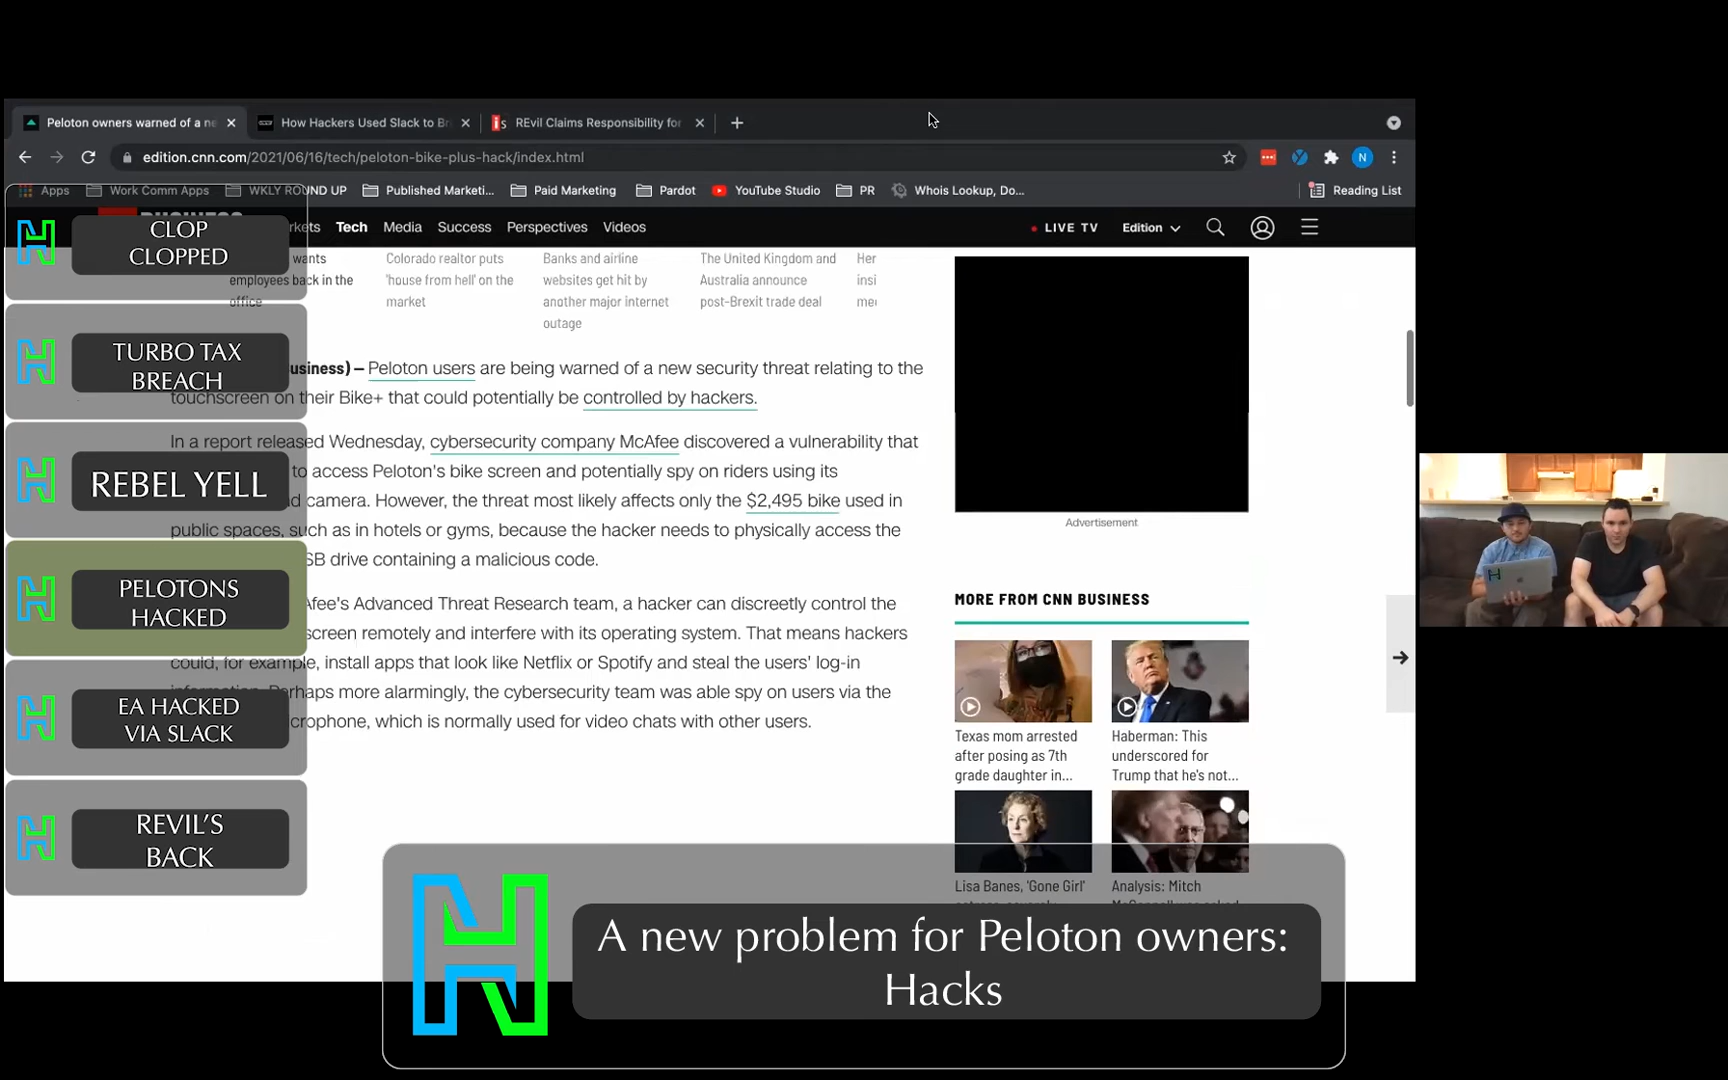 Peloton owners warned of a ne
How Hackers Used Slack to Br
REvil Claims Responsibility for
edition.cnn.com/2021/06/16/tech/peloton-bike-plus-hack/index.html
N
Apps
Work Comm Apps
WKLY ROUND UP
Published Marketi...
Paid Marketing
Pardot
YouTube Studio
PR
Whois Lookup, Do...
Reading List
BUSINESS
rkets
Tech
Media
Success
Perspectives
Videos
LIVE TV
Edition
CLOP
CLOPPED
TURBO TAX
BREACH
REBEL YELL
PELOTONS
HACKED
EA HACKED
VIA SLACK
REVIL'S
BACK
wants
employees back in the
office
Colorado realtor puts
'house from hell' on the
market
Banks and airline
websites get hit by
another major internet
outage
The United Kingdom and
Australia announce
post-Brexit trade deal
Her
insi
me
usiness) — Peloton users are being warned of a new security threat relating to the
touchscreen on their Bike+ that could potentially be controlled by hackers.
In a report released Wednesday, cybersecurity company McAfee discovered a vulnerability that
to access Peloton's bike screen and potentially spy on riders using its
d camera. However, the threat most likely affects only the $2,495 bike used in
public spaces, such as in hotels or gyms, because the hacker needs to physically access the
SB drive containing a malicious code.
Afee's Advanced Threat Research team, a hacker can discreetly control the
screen remotely and interfere with its operating system. That means hackers
could, for example, install apps that look like Netflix or Spotify and steal the users' log-in
information. Perhaps more alarmingly, the cybersecurity team was able spy on users via the
crophone, which is normally used for video chats with other users.
Advertisement
MORE FROM CNN BUSINESS
Texas mom arrested
after posing as 7th
grade daughter in...
Haberman: This
underscored for
Trump that he's not...
Lisa Banes, 'Gone Girl'
Analysis: Mitch
A new problem for Peloton owners:
Hacks